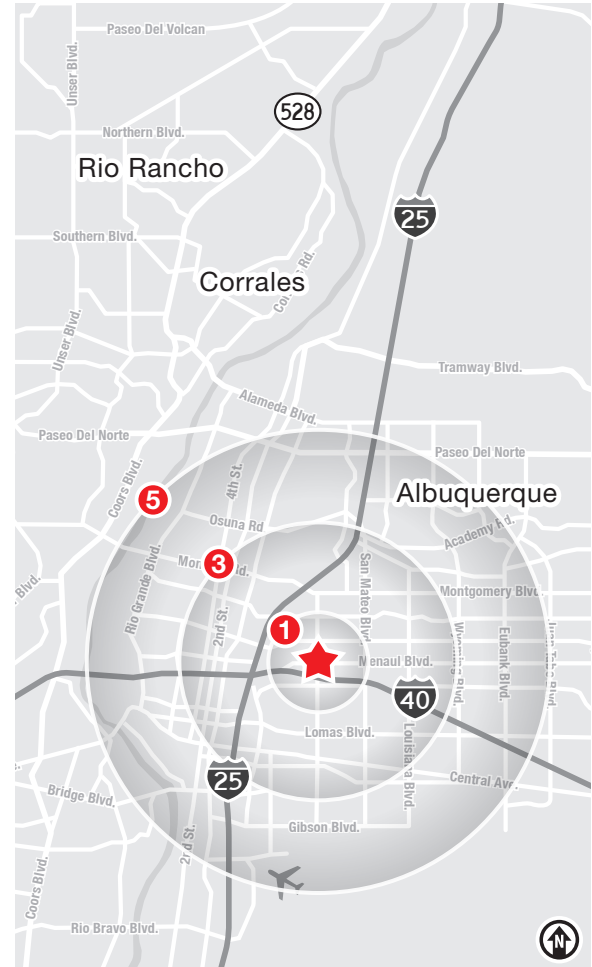 Paseo Del Volcan
Unser Blvd.
528
Northern Blvd.
Rio Rancho
25
Southern Blvd.
Corrales
Rd.
Unser Blvd.
Tramway Blvd.
Alameda Blvd.
Paseo Del Norte
Paseo Del Norte
4th St.
Coors Blvd.
5
Albuquerque
Osuna Rd
Academy Rd.
3
Rio Grande Blvd.
San Mateo Blvd
Montgomery Blvd.
Blvd.
2nd St.
1
Menaul Blvd.
Eubank Blvd.
40
Lomas Blvd.
Louisiana Blvd.
25
Central Ave.
Bridge Blvd.
Gibson Blvd.
2nd St.
Coors Blvd.
Rio Bravo Blvd.
N